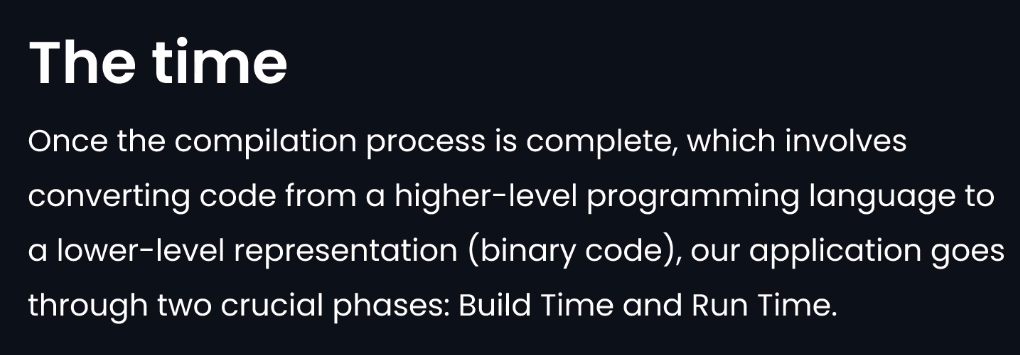 The time
Once the compilation process is complete, which involves
converting code from a higher-level programming language to
a lower-level representation (binary code), our application goes
through two crucial phases: Build Time and Run Time.